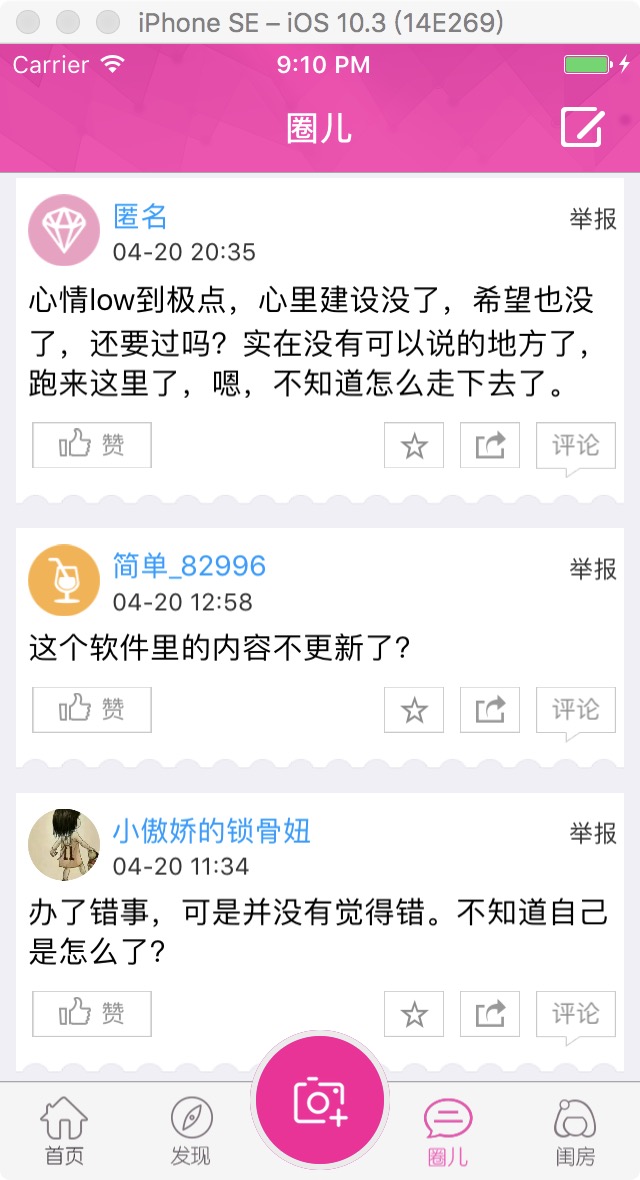 iPhone SE – iOS 10.3 (14E269)
Carrier 9:10 PM
圈儿
匿名 举报
04-20 20:35
心情low到极点，心里建设没了，希望也没
了，还要过吗？实在没有可以说的地方了，
跑来这里了，嗯，不知道怎么走下去了。
赞 评论
简单_82996 举报
04-20 12:58
这个软件里的内容不更新了？
赞 评论
小傲娇的锁骨妞 举报
04-20 11:34
办了错事，可是并没有觉得错。不知道自己
是怎么了？
赞 评论
首页 发现 圈儿 闺房